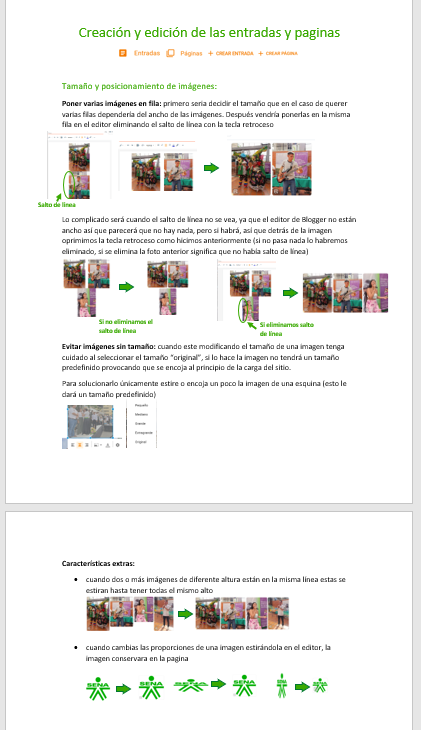 Creación y edición de las entradas y paginas
Entradas Páginas + CREAR ENTRADA + CREAR PÁGINA
Tamaño y posicionamiento de imágenes:
Poner varias imágenes en fila: primero seria decidir el tamaño que en el caso de querer
varias filas dependería del ancho de las imágenes. Después vendría ponerlas en la misma
fila en el editor eliminando el salto de línea con la tecla retroceso
Salto de línea
Lo complicado será cuando el salto de línea no se vea, ya que el editor de Blogger no están
ancho así que parecerá que no hay nada, pero si habrá, así que detrás de la imagen
oprimimos la tecla retroceso como hicimos anteriormente (si no pasa nada lo habremos
eliminado, si se elimina la foto anterior significa que no había salto de línea)
Si no eliminamos el
salto de línea
Si eliminamos salto
de línea
Evitar imágenes sin tamaño: cuando este modificando el tamaño de una imagen tenga
cuidado al seleccionar el tamaño "original", si lo hace la imagen no tendrá un tamaño
predefinido provocando que se encoja al principio de la carga del sitio.
Para solucionarlo únicamente estire o encoja un poco la imagen de una esquina (esto le
dará un tamaño predefinido)
Pequeño
Mediano
Grande
Extragrande
Original
Características extras:
• cuando dos o más imágenes de diferente altura están en la misma línea estas se
estiran hasta tener todas el mismo alto
• cuando cambias las proporciones de una imagen estirándola en el editor, la
imagen conservara en la pagina
SENA SENA SENA SENA SENA SENA